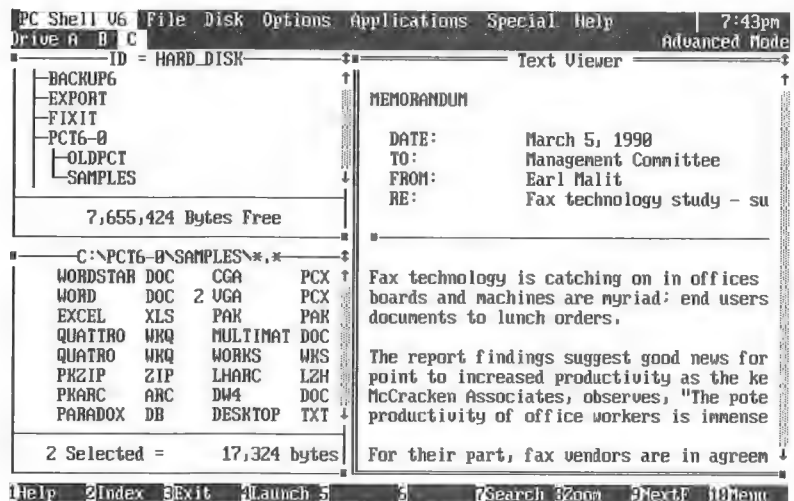 PC Shell V6 File Disk Options Applications Special Help 7:43pm
Drive A B C Advanced Mode
ID = HARD_DISK
BACKUP6
EXPORT
FIXIT
PCT6-0
OLDPCT
SAMPLES
7,655,424 Bytes Free
C:\PCT6-0\SAMPLES\*.*
WORDSTAR DOC CGA PCX
WORD DOC 2 VGA PCX
EXCEL XLS PAK PAK
QUATTRO WKQ MULTIMAT DOC
QUATRO WKQ WORKS WKS
PKZIP ZIP LHARC LZH
PKARC ARC DW4 DOC
PARADOX DB DESKTOP TXT
2 Selected = 17,324 bytes
Text Viewer
MEMORANDUM
DATE: March 5, 1990
TO: Management Committee
FROM: Earl Malit
RE: Fax technology study - su
Fax technology is catching on in offices
boards and machines are myriad; end users
documents to lunch orders.
The report findings suggest good news for
point to increased productivity as the ke
McCracken Associates, observes, "The pote
productivity of office workers is immense
For their part, fax vendors are in agreem
1Help 2Index 3Exit 4Launch 5 6 7Search 8Zoom 9NextF 10Menu